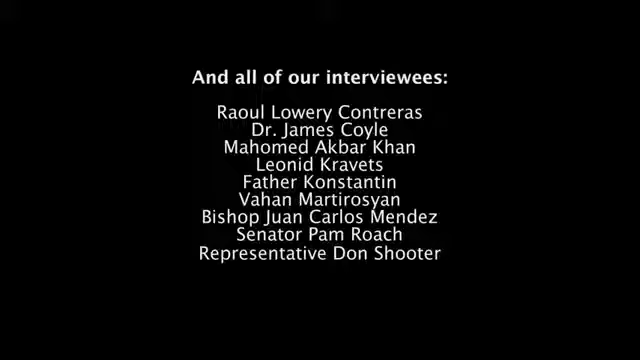 And all of our interviewees:
Raoul Lowery Contreras
Dr. James Coyle
Mahomed Akbar Khan
Leonid Kravets
Father Konstantin
Vahan Martirosyan
Bishop Juan Carlos Mendez
Senator Pam Roach
Representative Don Shooter